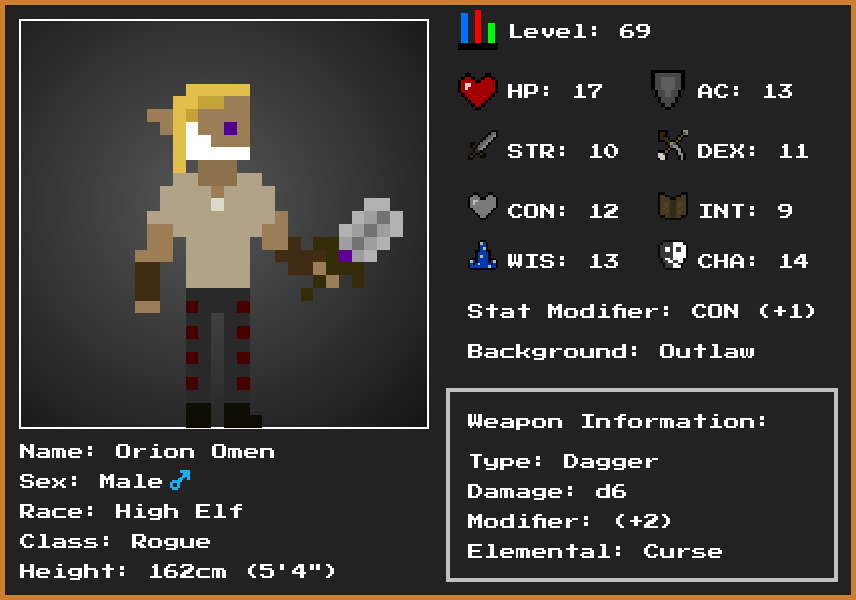 Level: 69
HP: 17 AC: 13
STR: 10 DEX: 11
CON: 12 INT: 9
WIS: 13 CHA: 14
Stat Modifier: CON (+1)
Background: Outlaw
Weapon Information:
Type: Dagger
Damage: d6
Modifier: (+2)
Elemental: Curse
Name: Orion Omen
Sex: Male♂
Race: High Elf
Class: Rogue
Height: 162cm (5'4")